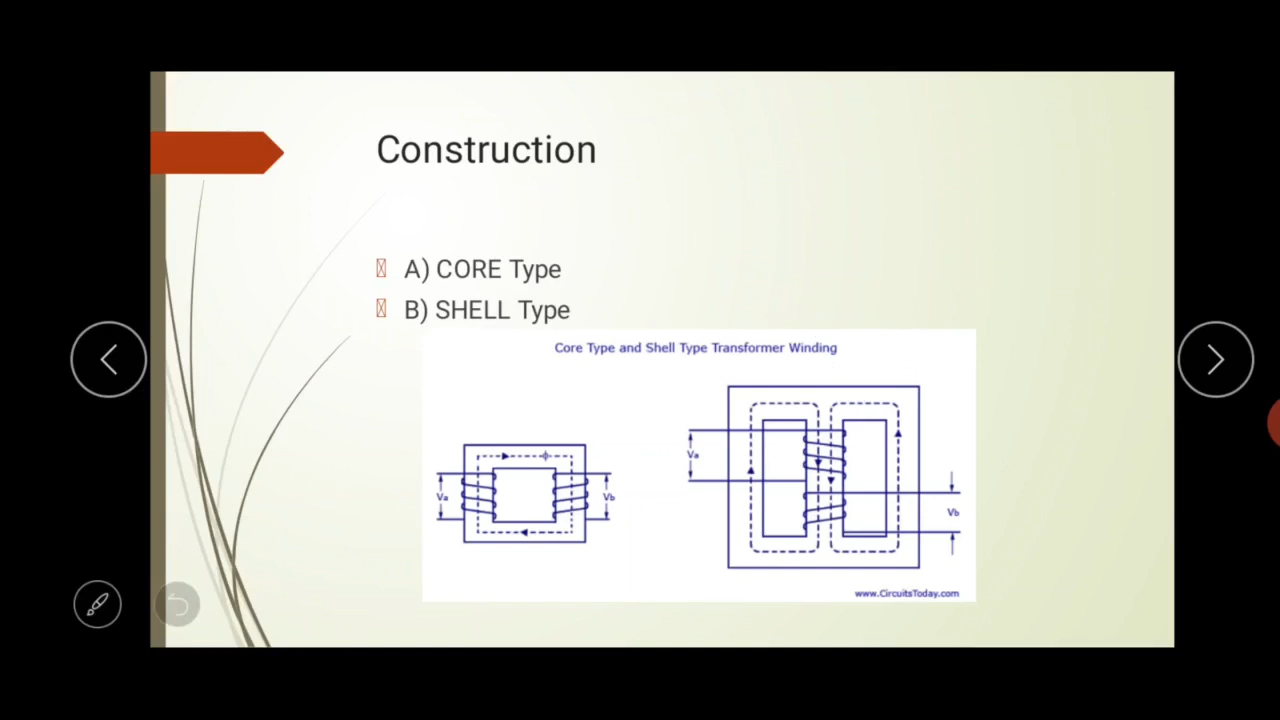 Construction
A) CORE Type
B) SHELL Type
Core Type and Shell Type Transformer Winding
Va
Vb
Va
Vb
ϕ
www.CircuitsToday.com